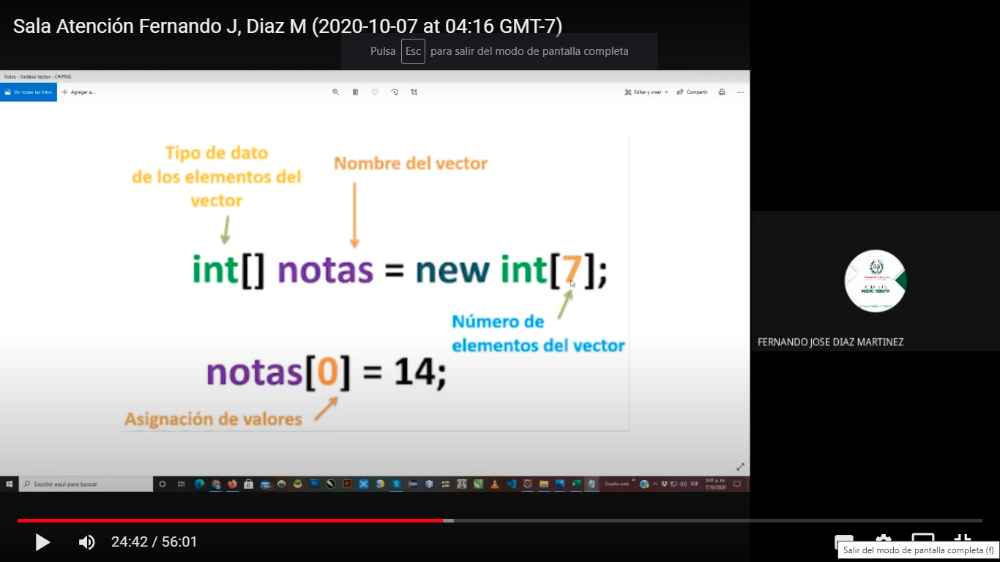 Sala Atención Fernando J, Diaz M (2020-10-07 at 04:16 GMT-7)
Pulsa Esc para salir del modo de pantalla completa
Fotos - Sintáxis Vector - C#.PNG
Ver todas las fotos
Agregar a...
Editar y crear
Compartir
Tipo de dato
de los elementos del
vector
Nombre del vector
int[] notas = new int[7];
Número de
elementos del vector
notas[0] = 14;
Asignación de valores
FERNANDO JOSE DIAZ MARTINEZ
Escribe aquí para buscar
Diseño web
ESP
6:41 a. m.
7/10/2020
24:42 / 56:01
Salir del modo de pantalla completa (f)